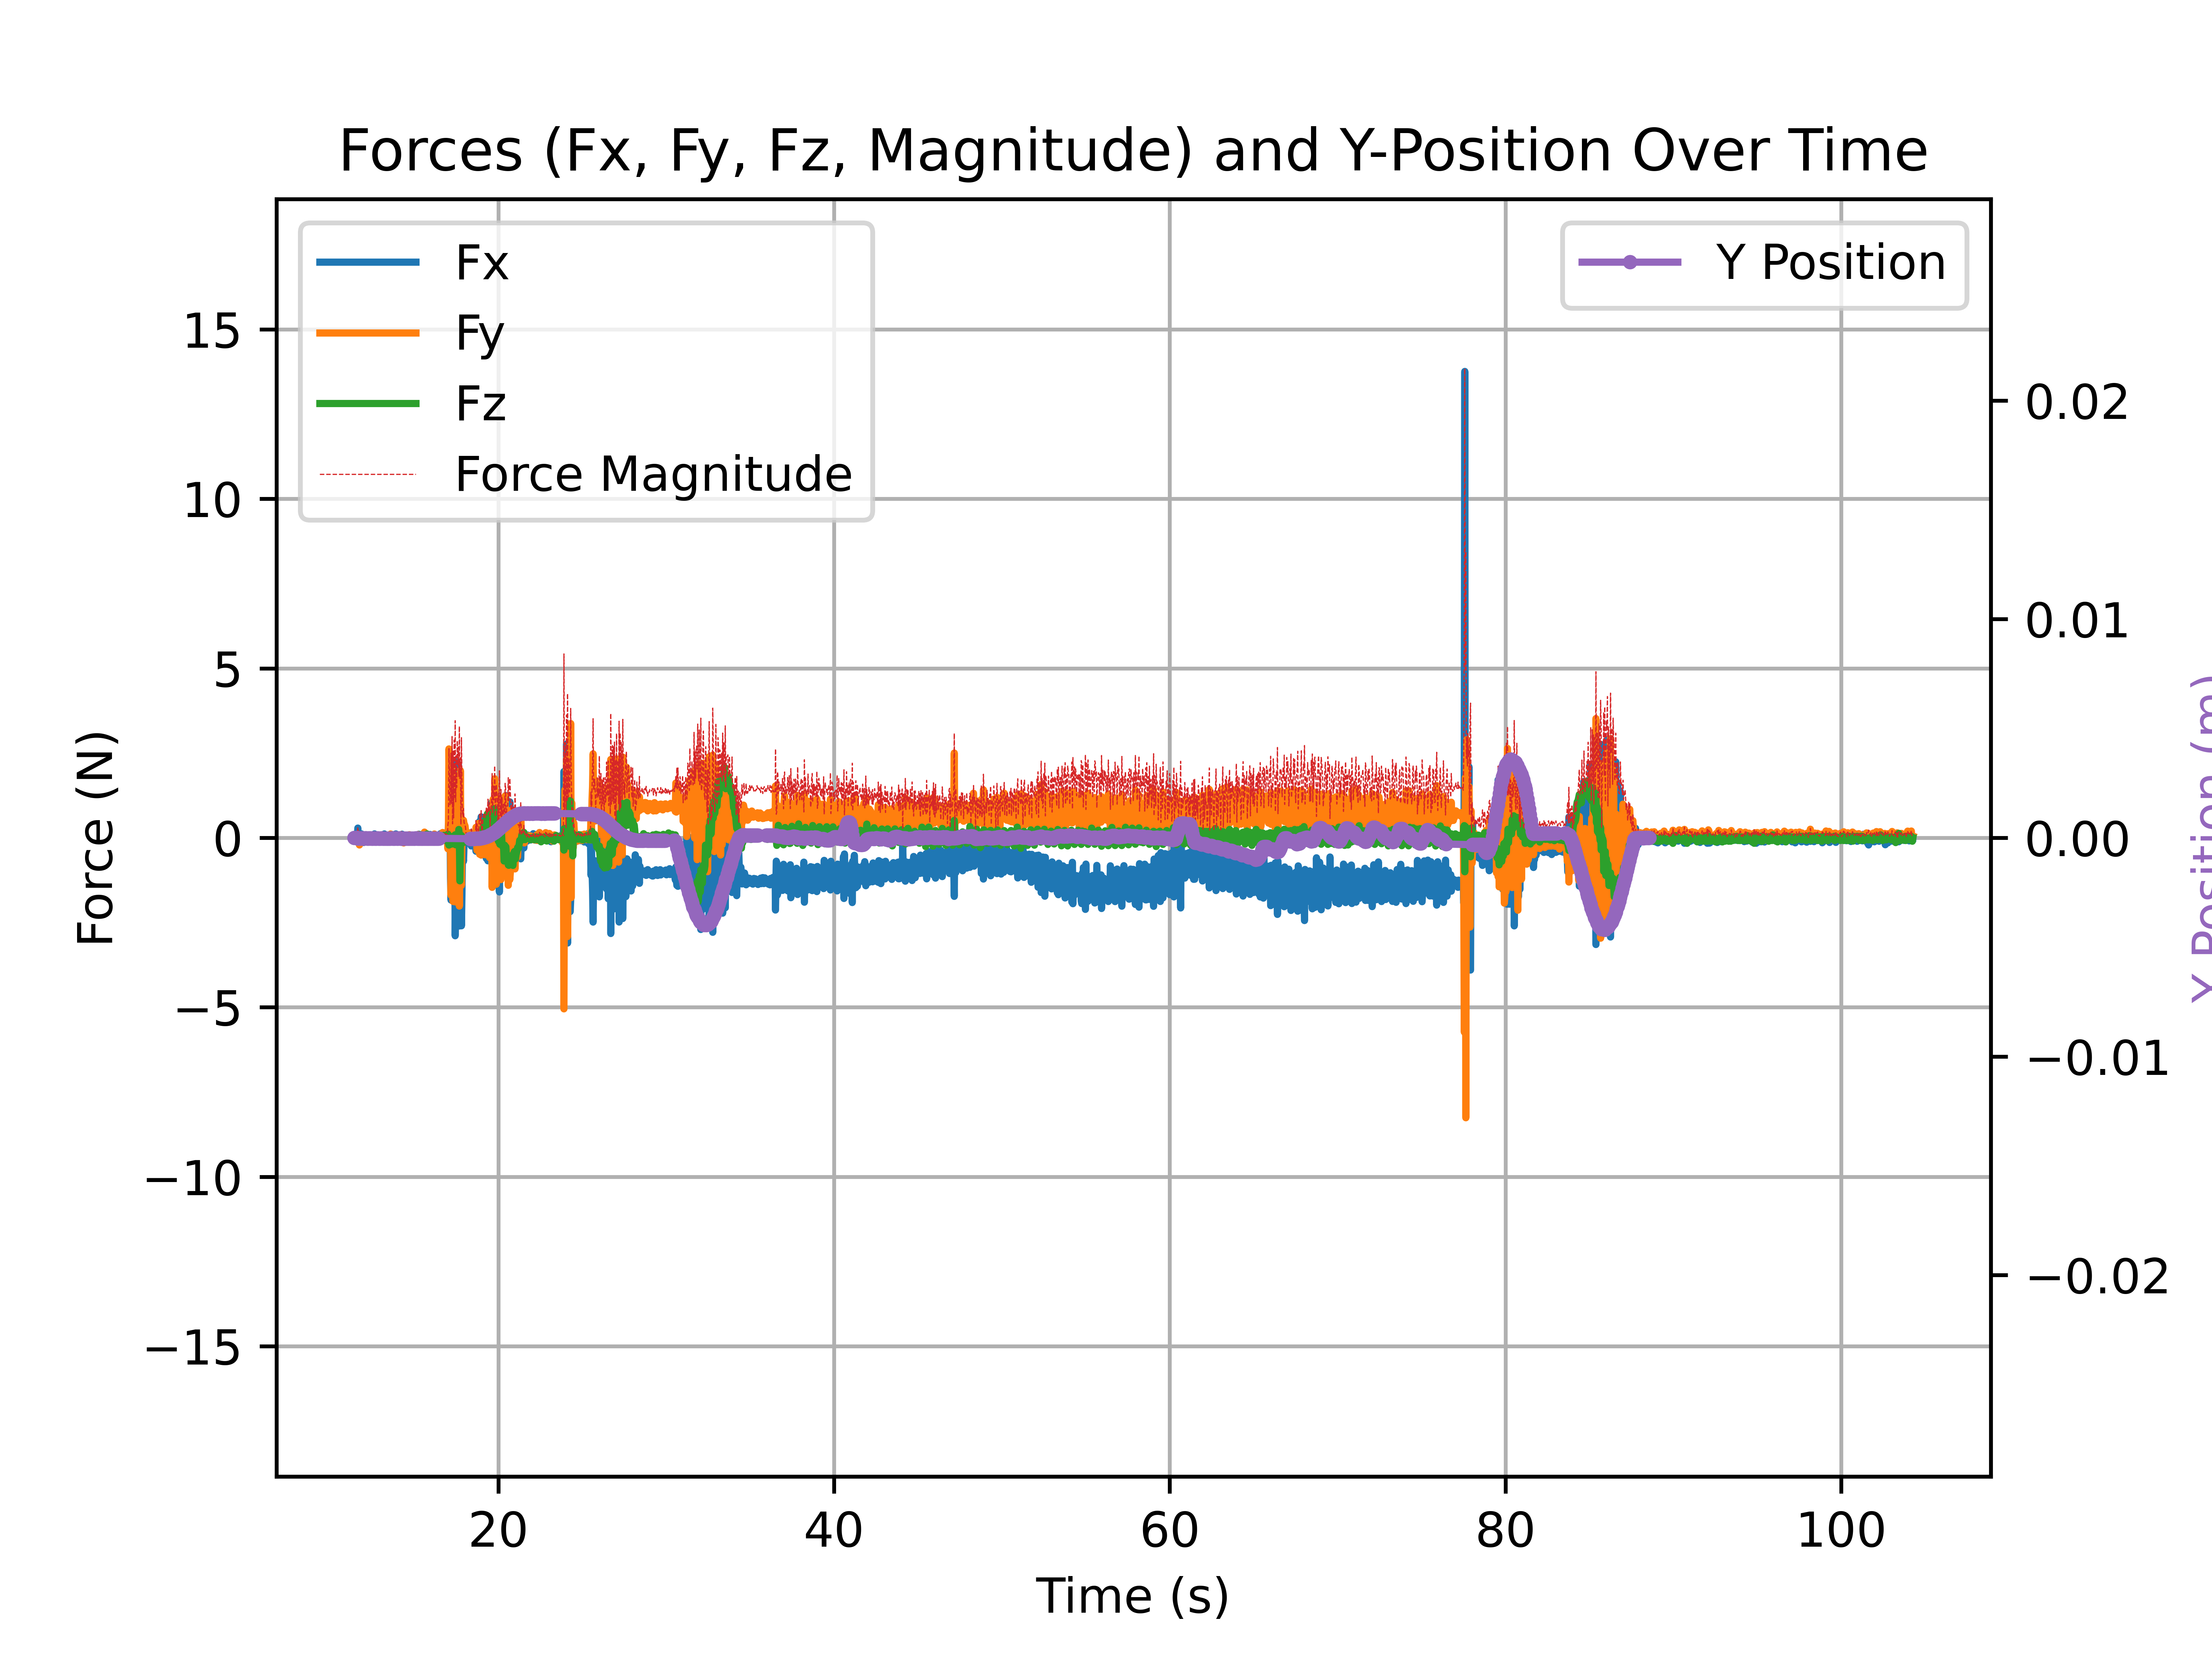 Forces (Fx, Fy, Fz, Magnitude) and Y-Position Over Time
Fx
Fy
Fz
Force Magnitude
Y Position
15
10
5
0
−5
−10
−15
Force (N)
0.02
0.01
0.00
−0.01
−0.02
Y Position (m)
20
40
60
80
100
Time (s)